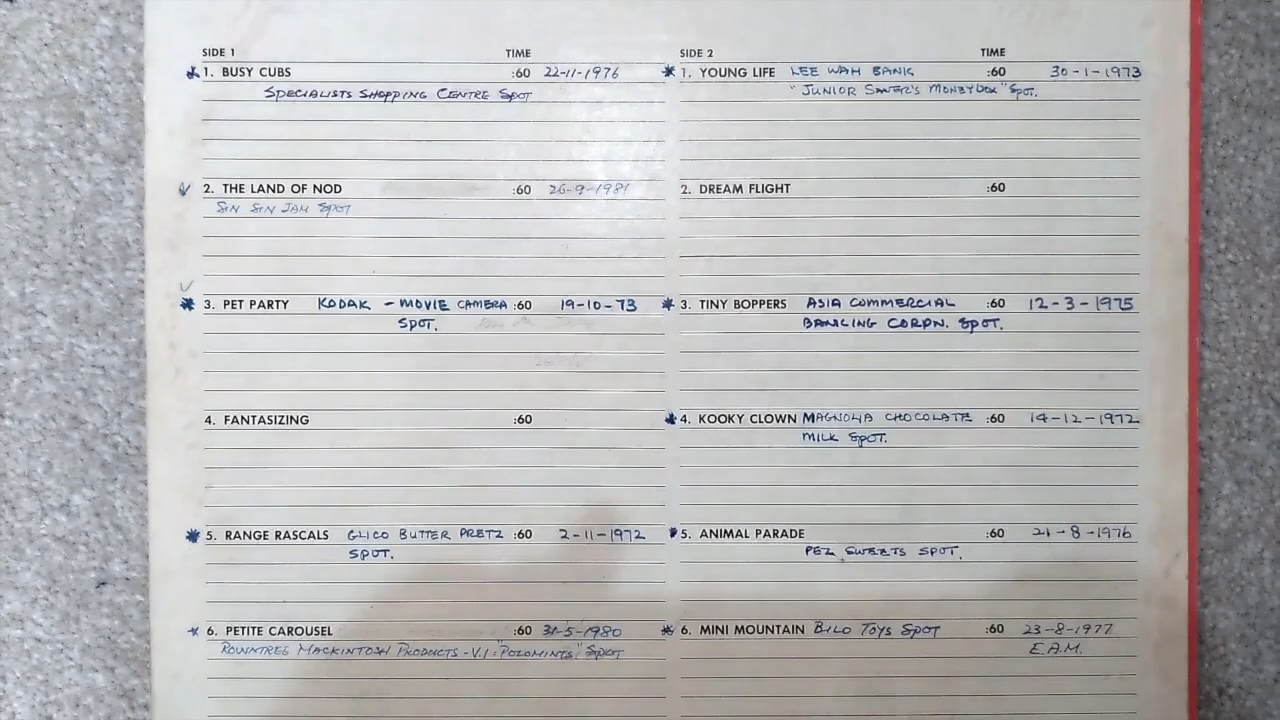 SIDE 1 TIME
1. BUSY CUBS :60 22-11-1976
SPECIALISTS SHOPPING CENTRE SPOT
2. THE LAND OF NOD :60 26-9-1981
SIN SIN JAM SPOT
3. PET PARTY KODAK - MOVIE CAMERA :60 19-10-73
SPOT.
4. FANTASIZING :60
5. RANGE RASCALS GLICO BUTTER PRETZ :60 2-11-1972
SPOT.
6. PETITE CAROUSEL :60 31-5-1980
ROWNTREE MACKINTOSH PRODUCTS - V.1: "POLOMINTS" SPOT
SIDE 2 TIME
1. YOUNG LIFE LEE WAH BANK :60 30-1-1973
"JUNIOR SAVER'S MONEYBOX" SPOT.
2. DREAM FLIGHT :60
3. TINY BOPPERS ASIA COMMERCIAL :60 12-3-1975
BANKING CORPN. SPOT.
4. KOOKY CLOWN MAGNOLIA CHOCOLATE :60 14-12-1972
MILK SPOT.
5. ANIMAL PARADE :60 21-8-1976
PEZ SWEETS SPOT.
6. MINI MOUNTAIN BILO TOYS SPOT :60 23-8-1977
E.A.M.